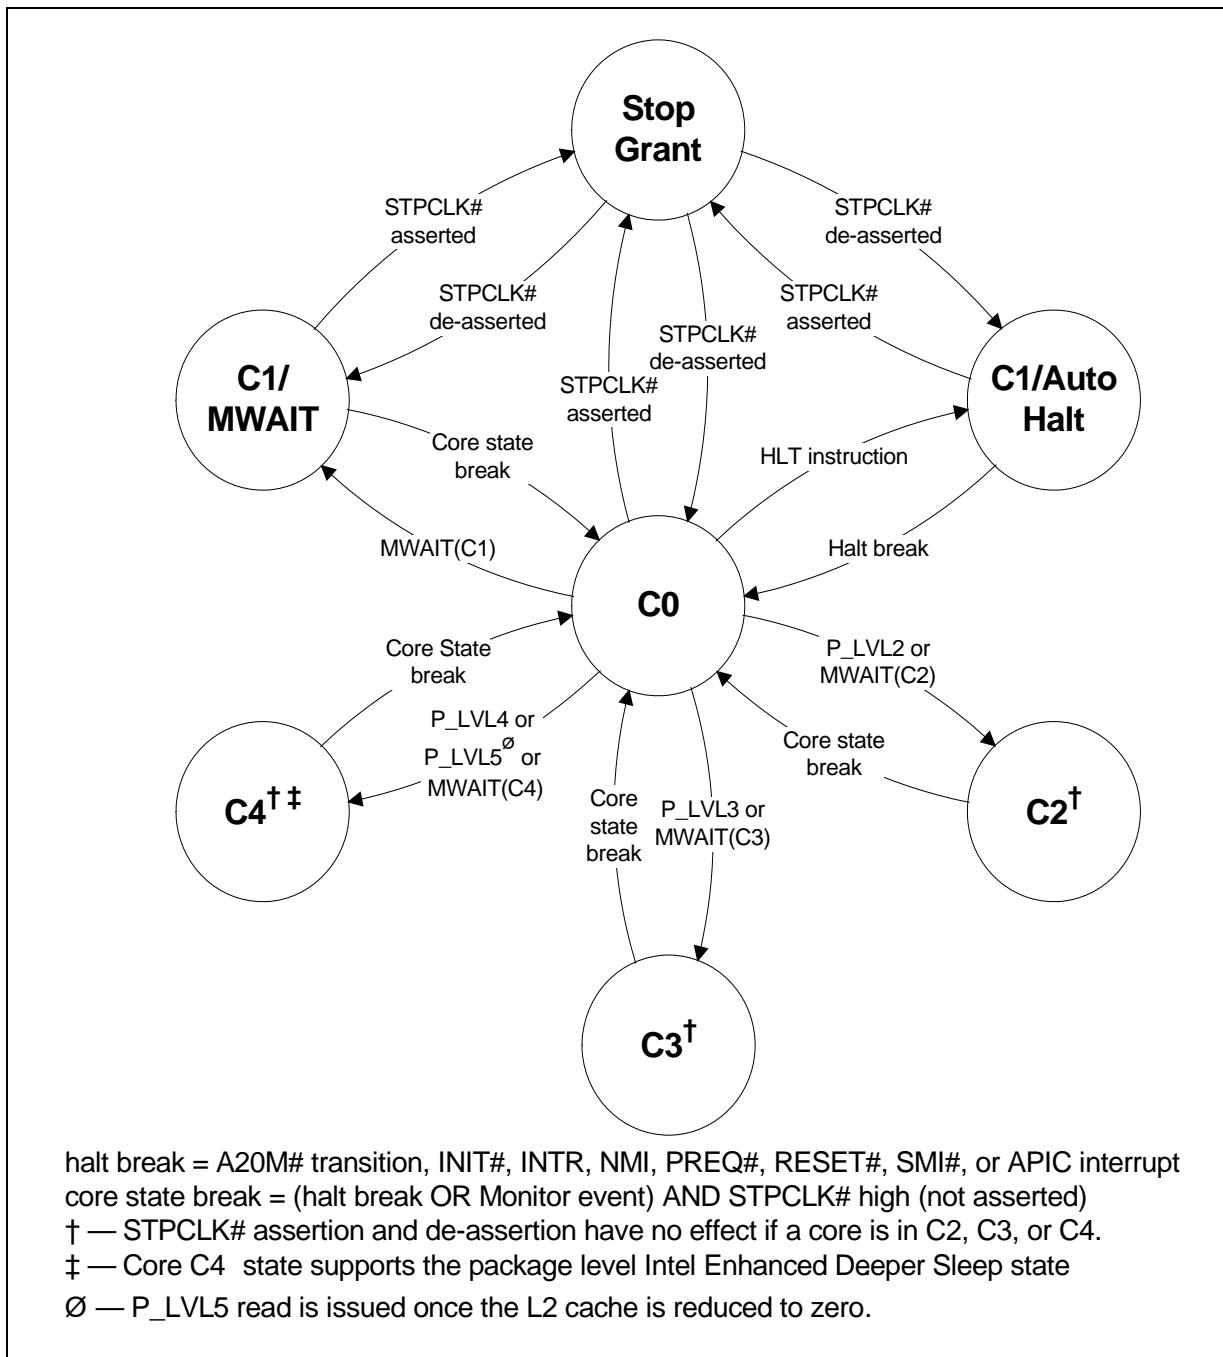 Stop
Grant
STPCLK#
asserted
STPCLK#
de-asserted
STPCLK#
de-asserted
STPCLK#
asserted
STPCLK#
de-asserted
STPCLK#
asserted
C1/
MWAIT
C1/Auto
Halt
Core state
break
HLT instruction
MWAIT(C1)
Halt break
C0
Core State
break
P_LVL2 or
MWAIT(C2)
P_LVL4 or
P_LVL5Ø or
MWAIT(C4)
Core state
break
Core
state
break
P_LVL3 or
MWAIT(C3)
C4† ‡
C2†
C3†
halt break = A20M# transition, INIT#, INTR, NMI, PREQ#, RESET#, SMI#, or APIC interrupt
core state break = (halt break OR Monitor event) AND STPCLK# high (not asserted)
† — STPCLK# assertion and de-assertion have no effect if a core is in C2, C3, or C4.
‡ — Core C4 state supports the package level Intel Enhanced Deeper Sleep state
Ø — P_LVL5 read is issued once the L2 cache is reduced to zero.